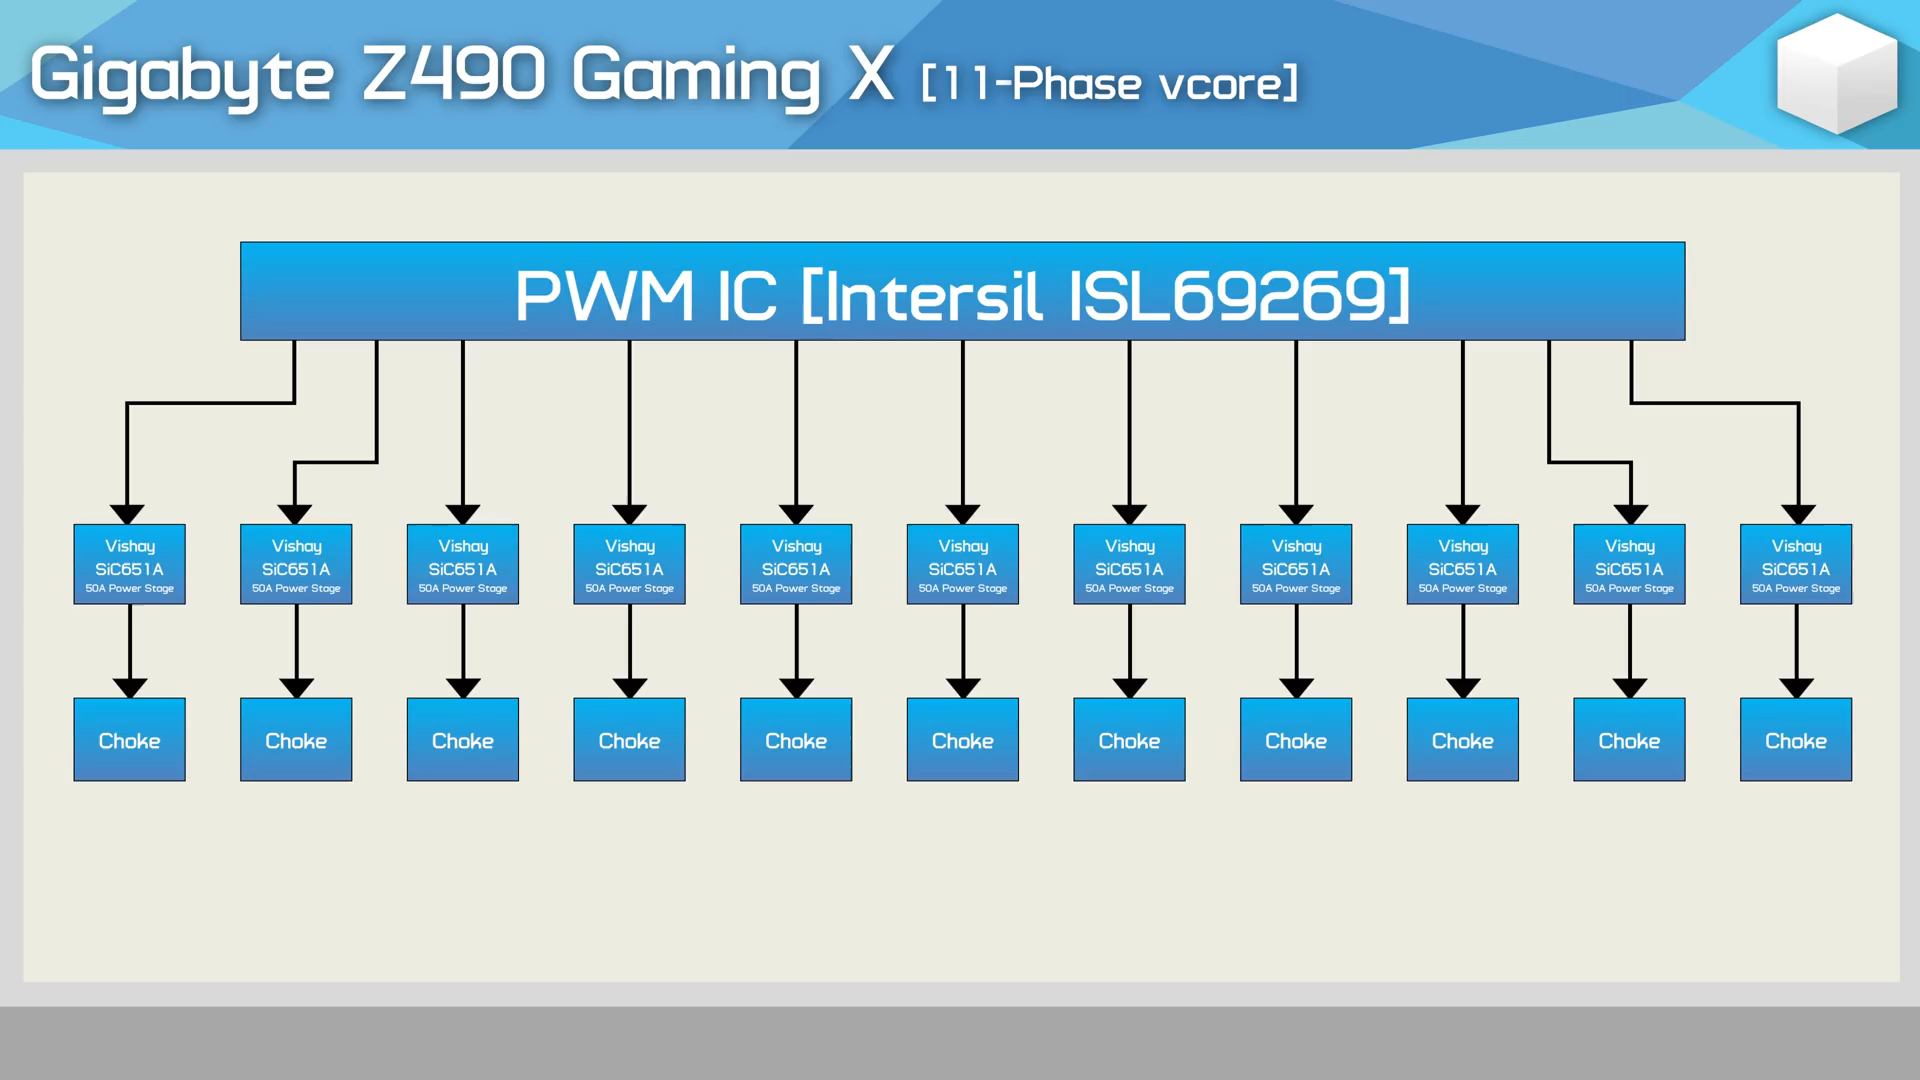 Gigabyte Z490 Gaming X [11-Phase vcore]
PWM IC [Intersil ISL69269]
Vishay
SiC651A
50A Power Stage
Vishay
SiC651A
50A Power Stage
Vishay
SiC651A
50A Power Stage
Vishay
SiC651A
50A Power Stage
Vishay
SiC651A
50A Power Stage
Vishay
SiC651A
50A Power Stage
Vishay
SiC651A
50A Power Stage
Vishay
SiC651A
50A Power Stage
Vishay
SiC651A
50A Power Stage
Vishay
SiC651A
50A Power Stage
Vishay
SiC651A
50A Power Stage
Choke
Choke
Choke
Choke
Choke
Choke
Choke
Choke
Choke
Choke
Choke